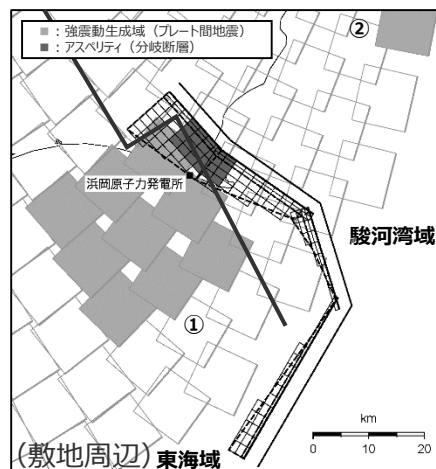 ：強震動生成域（プレート間地震）
：アスペリティ（分岐断層）
②
浜岡原子力発電所
駿河湾域
①
km
0 10 20
(敷地周辺) 東海域